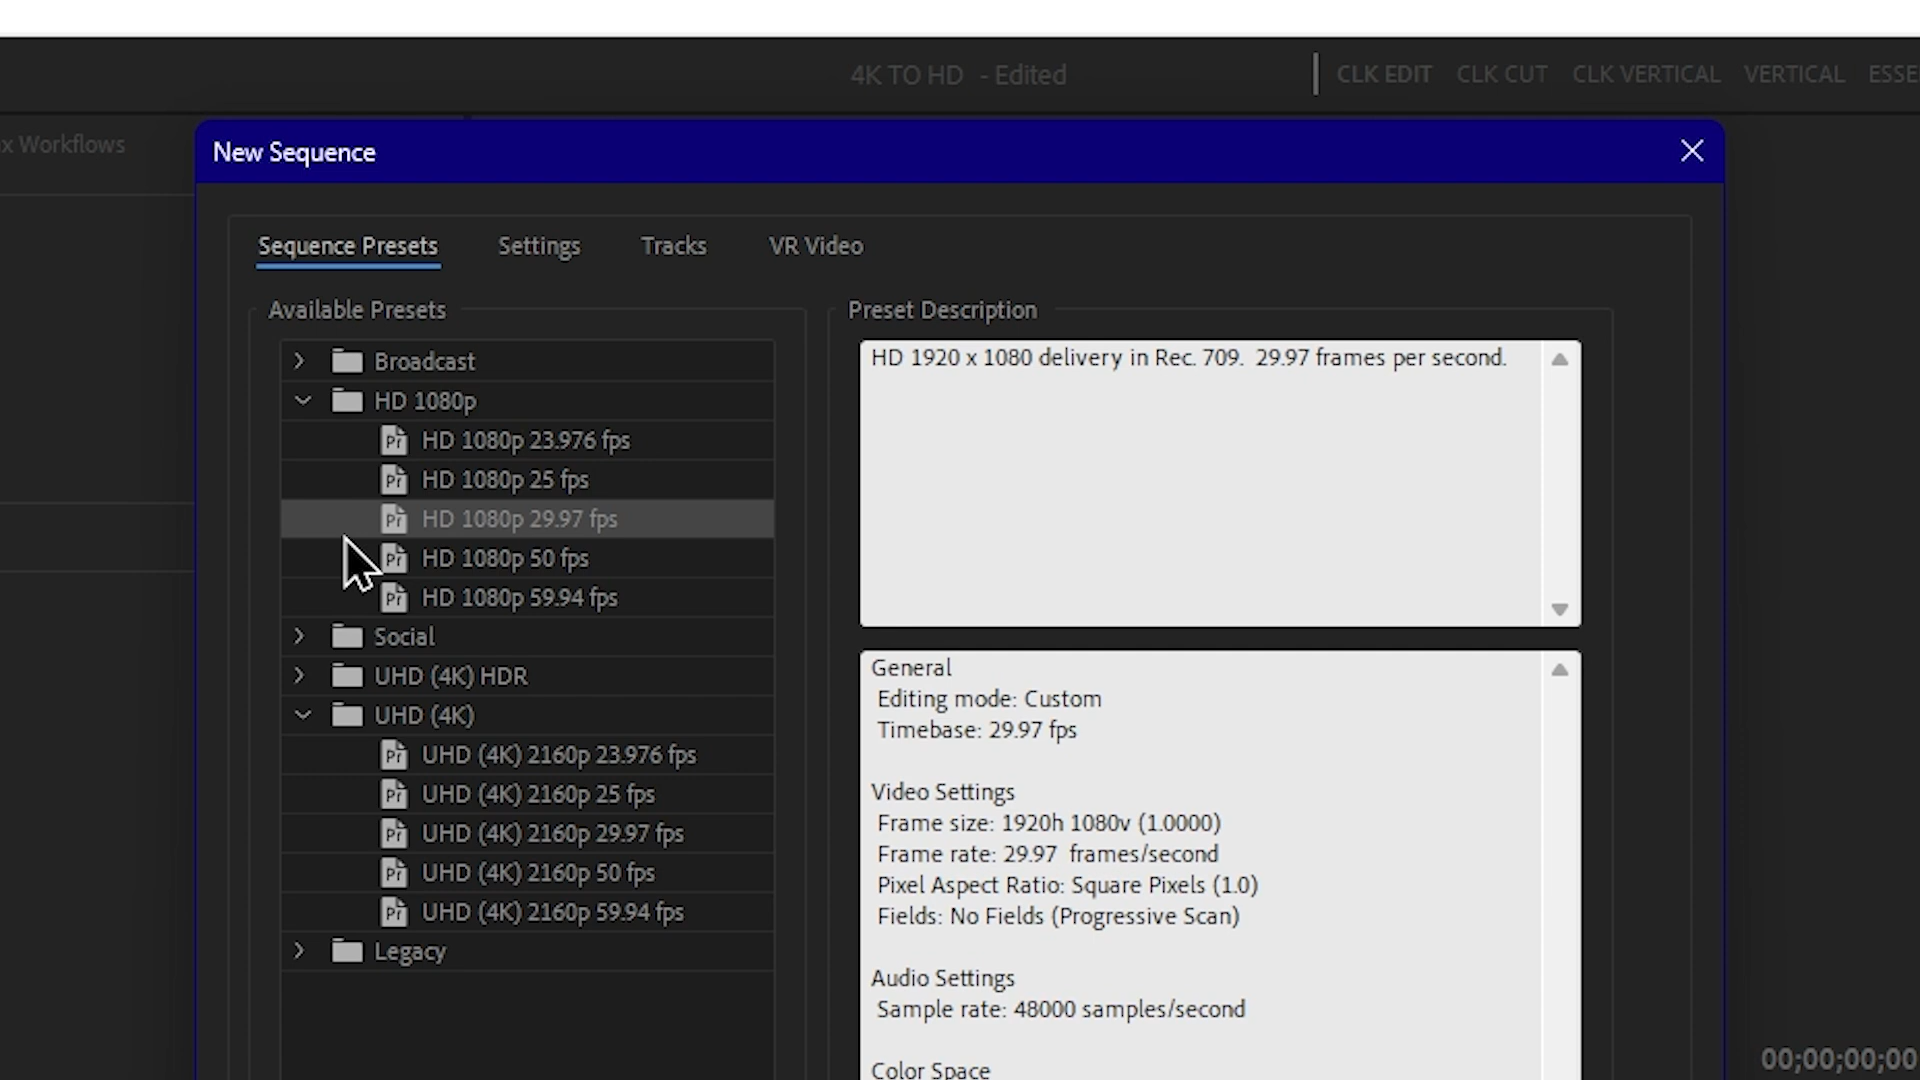 4K TO HD - Edited
CLK EDIT CLK CUT CLK VERTICAL VERTICAL ESSE
x Workflows
New Sequence
Sequence Presets Settings Tracks VR Video
Available Presets
Broadcast
HD 1080p
HD 1080p 23.976 fps
HD 1080p 25 fps
HD 1080p 29.97 fps
HD 1080p 50 fps
HD 1080p 59.94 fps
Social
UHD (4K) HDR
UHD (4K)
UHD (4K) 2160p 23.976 fps
UHD (4K) 2160p 25 fps
UHD (4K) 2160p 29.97 fps
UHD (4K) 2160p 50 fps
UHD (4K) 2160p 59.94 fps
Legacy
Preset Description
HD 1920 x 1080 delivery in Rec. 709. 29.97 frames per second.
General
Editing mode: Custom
Timebase: 29.97 fps
Video Settings
Frame size: 1920h 1080v (1.0000)
Frame rate: 29.97 frames/second
Pixel Aspect Ratio: Square Pixels (1.0)
Fields: No Fields (Progressive Scan)
Audio Settings
Sample rate: 48000 samples/second
Color Space
00;00;00;00